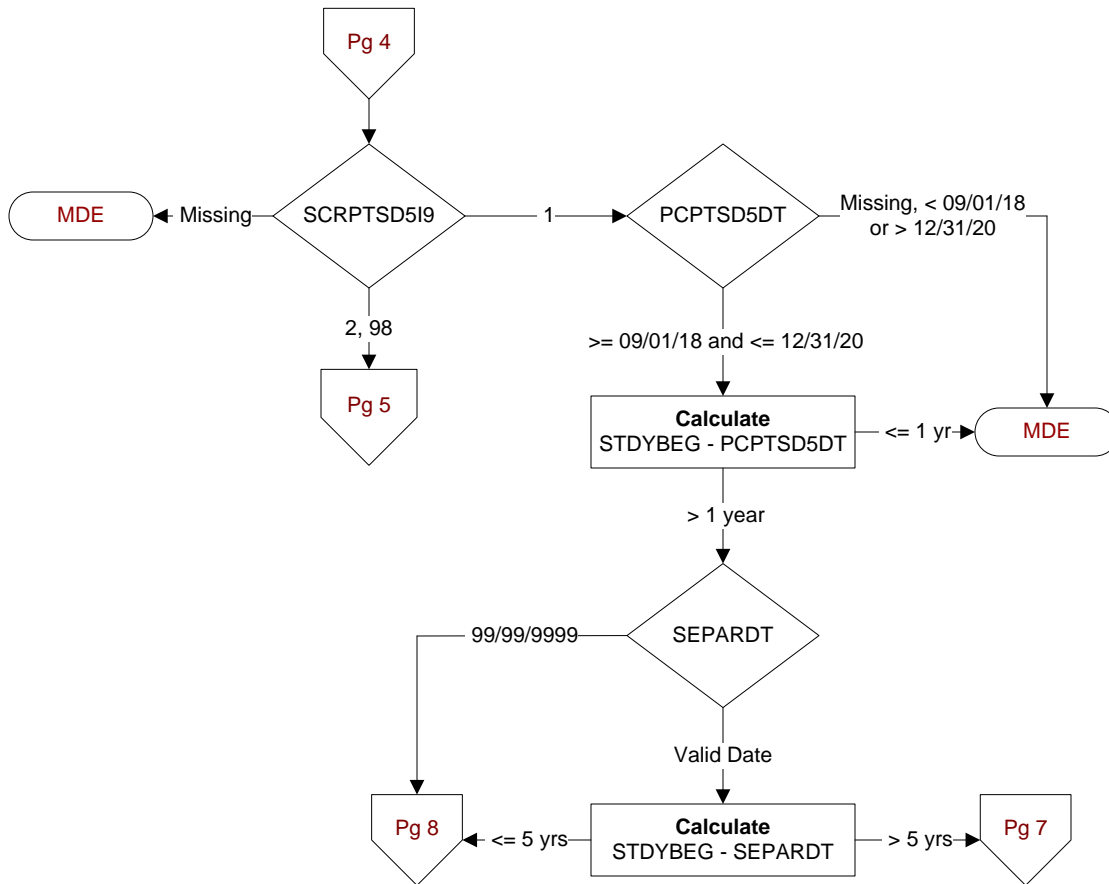 Pg 4
MDE
Missing
SCRPTSD5I9
1
PCPTSD5DT
Missing, < 09/01/18
or > 12/31/20
2, 98
>= 09/01/18 and <= 12/31/20
Pg 5
Calculate
STDYBEG - PCPTSD5DT
<= 1 yr
MDE
> 1 year
99/99/9999
SEPARDT
Valid Date
Pg 8
<= 5 yrs
Calculate
STDYBEG - SEPARDT
> 5 yrs
Pg 7